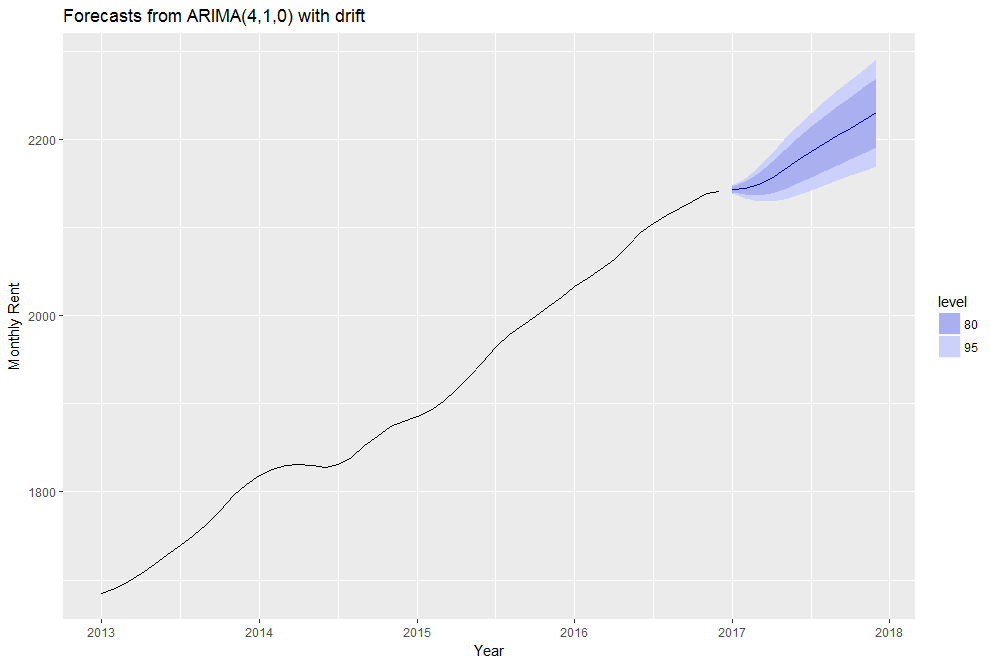 Forecasts from ARIMA(4,1,0) with drift
2200
2000
1800
Monthly Rent
2013 2014 2015 2016 2017 2018
Year
level
80
95